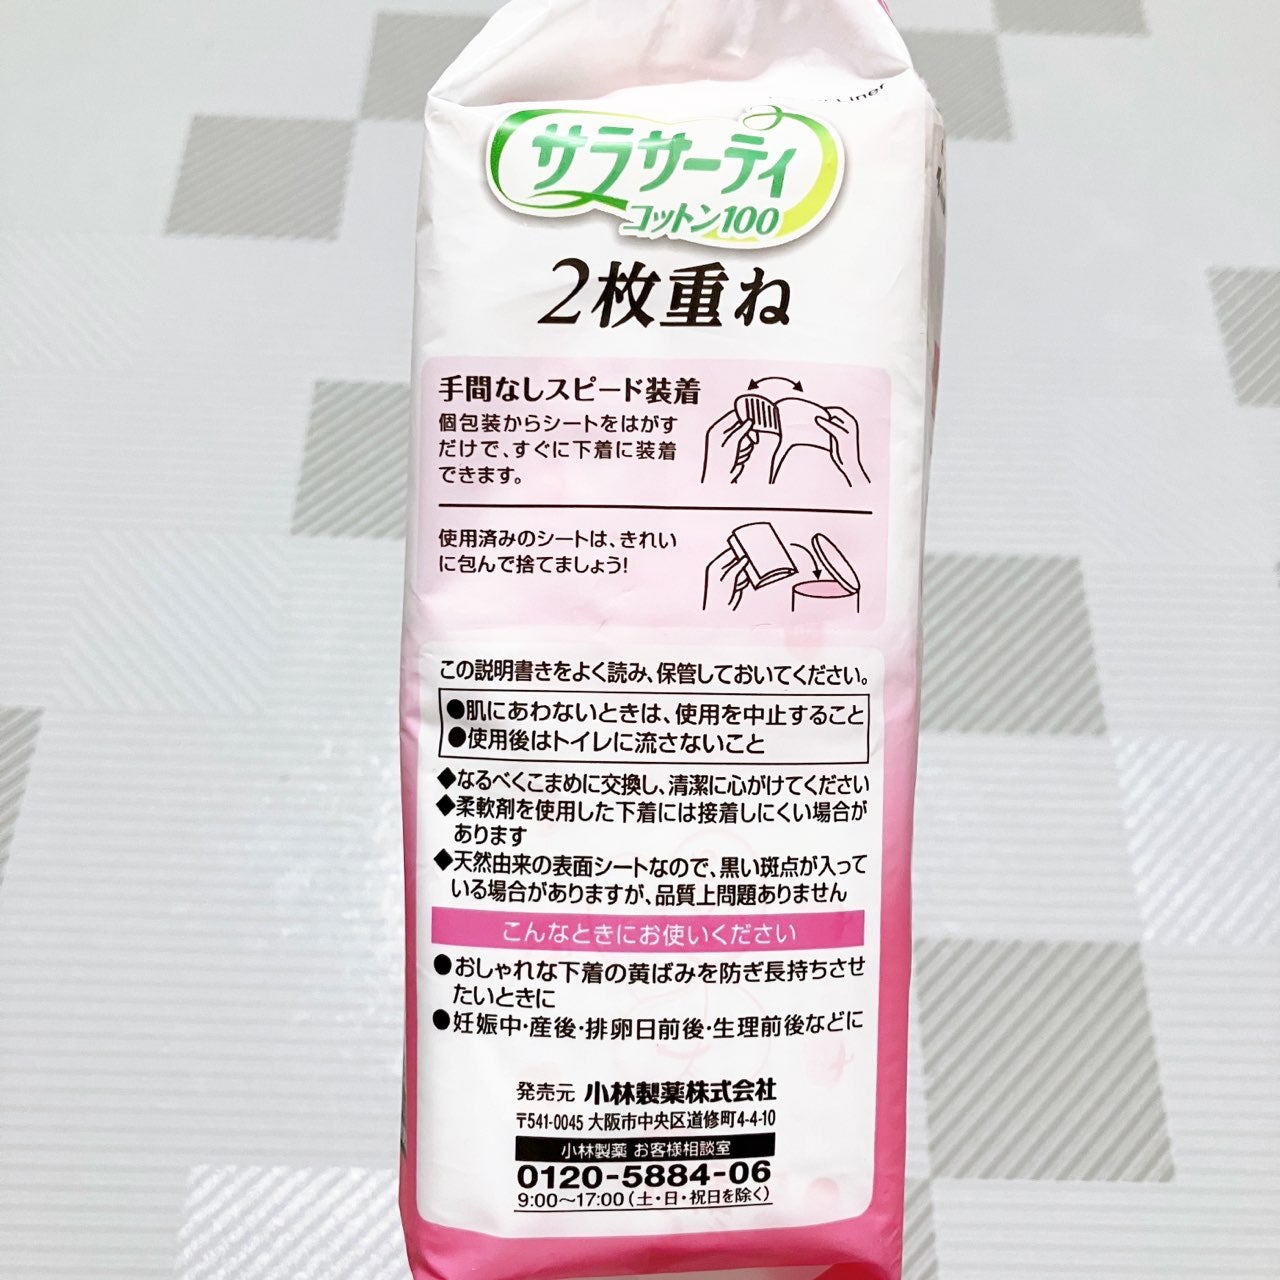 Liner
サラサーティ
コットン100
2枚重ね
手間なしスピード装着
個包装からシートをはがす
だけで、すぐに下着に装着
できます。
使用済みのシートは、きれい
に包んで捨てましょう!
この説明書きをよく読み、保管しておいてください。
●肌にあわないときは、使用を中止すること
●使用後はトイレに流さないこと
◆なるべくこまめに交換し、清潔に心がけてください
◆柔軟剤を使用した下着には接着しにくい場合が
あります
◆天然由来の表面シートなので、黒い斑点が入って
いる場合がありますが、品質上問題ありません
こんなときにお使いください
●おしゃれな下着の黄ばみを防ぎ長持ちさせ
たいときに
●妊娠中・産後・排卵日前後・生理前後などに
発売元 小林製薬株式会社
〒541-0045 大阪市中央区道修町4-4-10
小林製薬 お客様相談室
0120-5884-06
9:00〜17:00(土・日・祝日を除く)